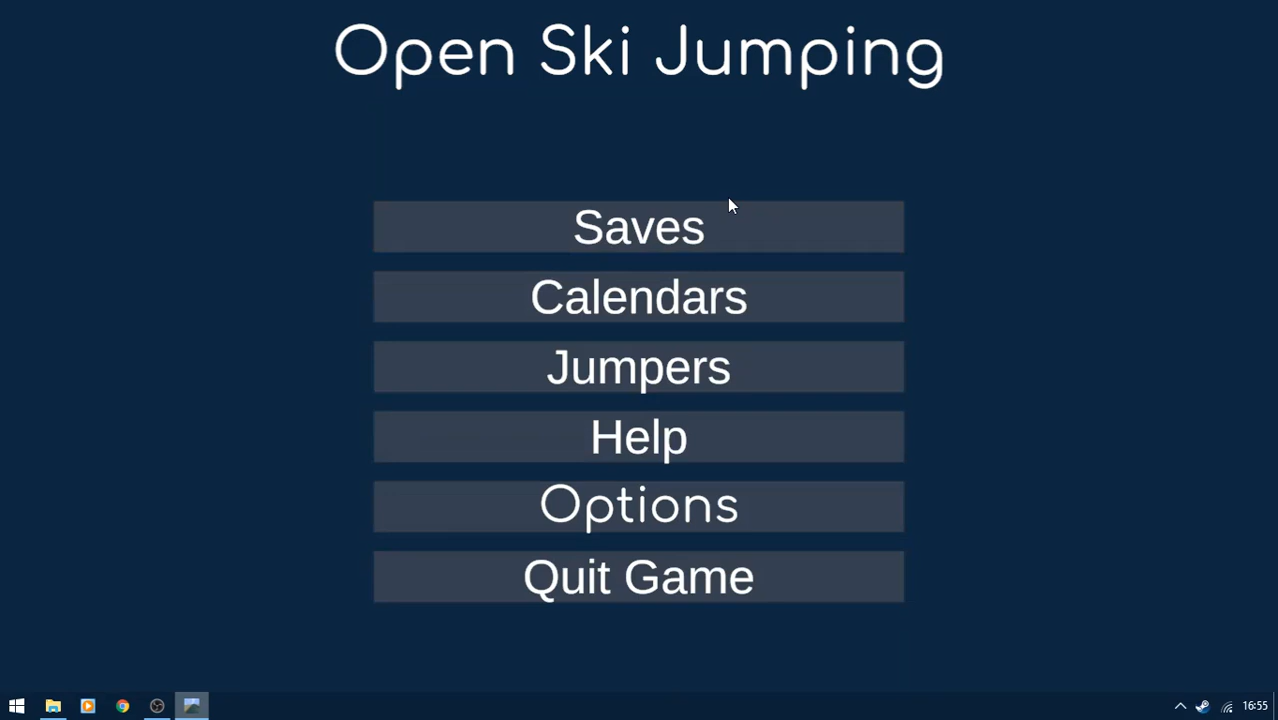 Open Ski Jumping
Saves
Calendars
Jumpers
Help
Options
Quit Game
16:55